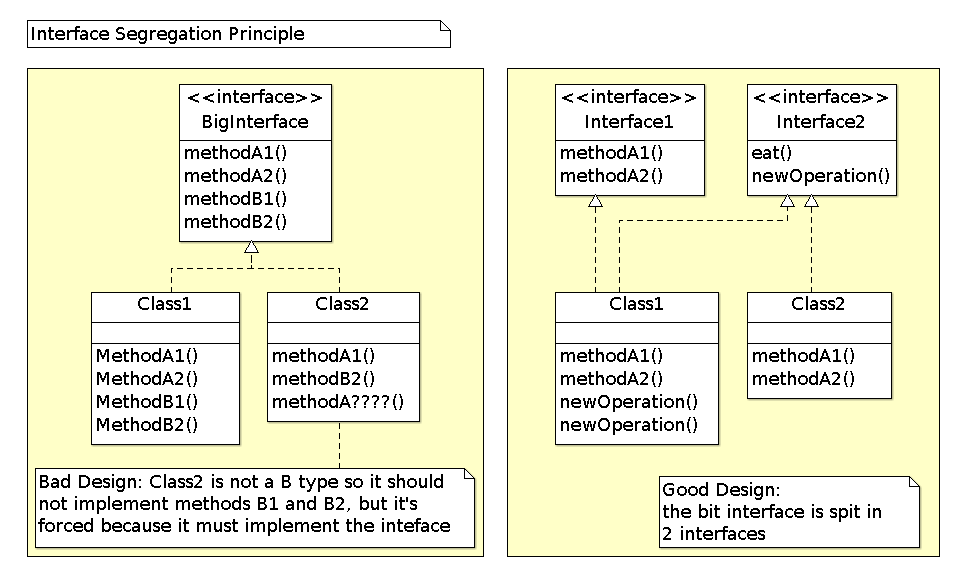 Interface Segregation Principle
<<interface>>
BigInterface
methodA1()
methodA2()
methodB1()
methodB2()
Class1
MethodA1()
MethodA2()
MethodB1()
MethodB2()
Class2
methodA1()
methodB2()
methodA????()
Bad Design: Class2 is not a B type so it should
not implement methods B1 and B2, but it's
forced because it must implement the inteface
<<interface>>
Interface1
methodA1()
methodA2()
<<interface>>
Interface2
eat()
newOperation()
Class1
methodA1()
methodA2()
newOperation()
newOperation()
Class2
methodA1()
methodA2()
Good Design:
the bit interface is spit in
2 interfaces